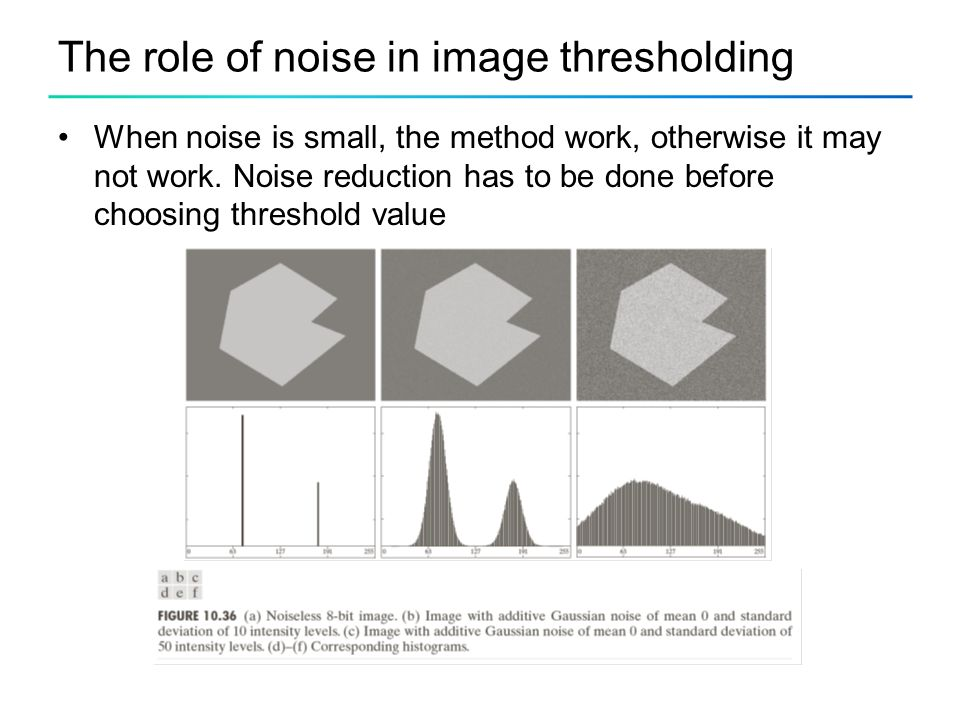 The role of noise in image thresholding
• When noise is small, the method work, otherwise it may
not work. Noise reduction has to be done before
choosing threshold value
0 63 127 191 255 0 63 127 191 255 0 63 127 191 255
a b c
d e f
FIGURE 10.36 (a) Noiseless 8-bit image. (b) Image with additive Gaussian noise of mean 0 and standard
deviation of 10 intensity levels. (c) Image with additive Gaussian noise of mean 0 and standard deviation of
50 intensity levels. (d)–(f) Corresponding histograms.